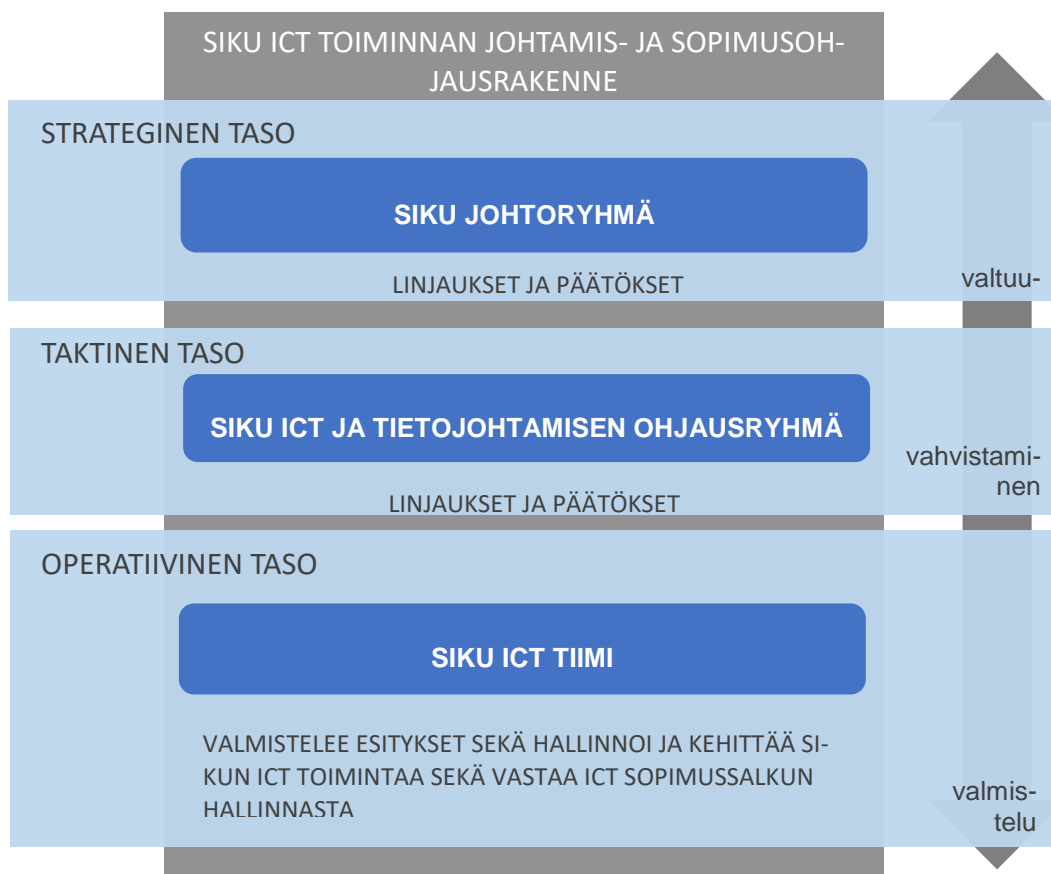 SIKU ICT TOIMINNAN JOHTAMIS- JA SOPIMUSOH-
JAUSRAKENNE
STRATEGINEN TASO
SIKU JOHTORYHMÄ
LINJAUKSET JA PÄÄTÖKSET
valtuu-
TAKTINEN TASO
SIKU ICT JA TIETOJOHTAMISEN OHJAUSRYHMÄ
LINJAUKSET JA PÄÄTÖKSET
vahvistami-
nen
OPERATIIVINEN TASO
SIKU ICT TIIMI
VALMISTELEE ESITYKSET SEKÄ HALLINNOI JA KEHITTÄÄ SI-
KUN ICT TOIMINTAA SEKÄ VASTAA ICT SOPIMUSSALKUN
HALLINNASTA
valmis-
telu